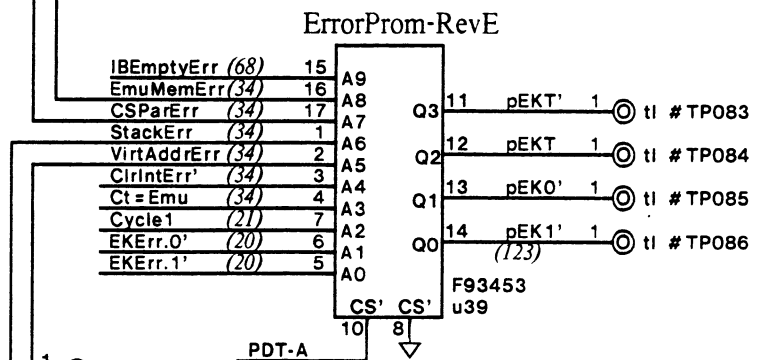 ErrorProm-RevE
IBEmptyErr (68) 15 A9
EmuMemErr (34) 16 A8
CSParErr (34) 17 A7
StackErr (34) 1 A6
VirtAddrErr (34) 2 A5
ClrIntErr' (34) 3 A4
Ct=Emu (34) 4 A3
Cycle1 (21) 7 A2
EKErr.0' (20) 6 A1
EKErr.1' (20) 5 A0
Q3 11 pEKT' 1 tl #TP083
Q2 12 pEKT 1 tl #TP084
Q1 13 pEK0' 1 tl #TP085
Q0 14 pEK1' 1 tl #TP086
(123)
F93453
CS' CS' u39
10 8
PDT-A